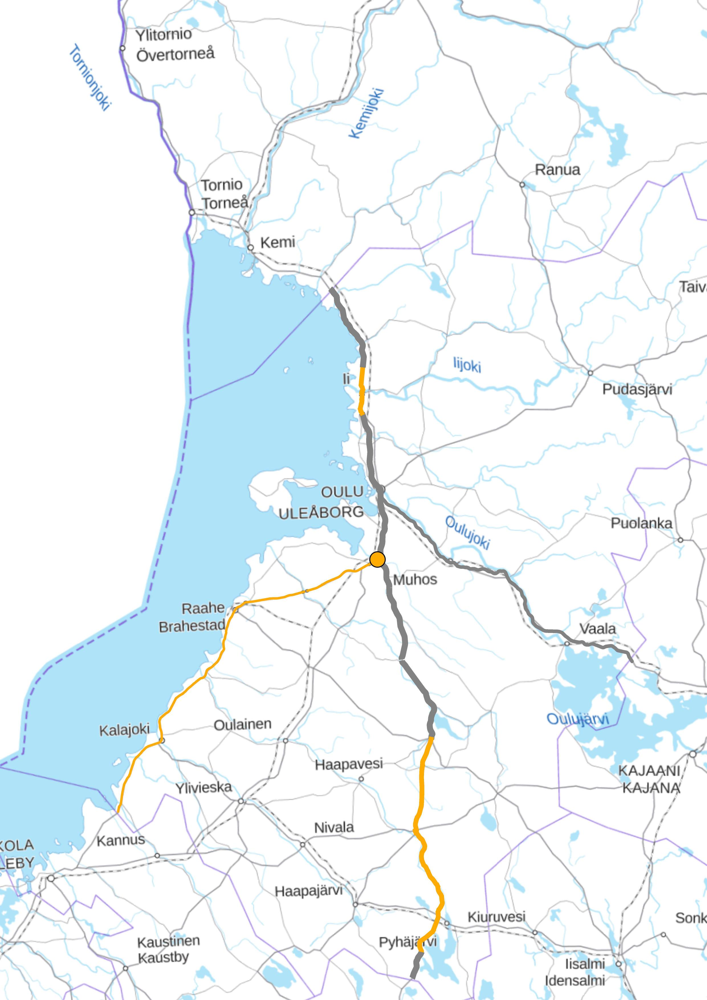 Ylitornio
Övertorneå
Tornionjoki
Kemijoki
Ranua
Tornio
Torneå
Kemi
Taiv
Ii
Iijoki
Pudasjärvi
OULU
ULEÅBORG
Oulujoki
Puolanka
Muhos
Raahe
Brahestad
Vaala
Oulujärvi
Kalajoki
Oulainen
Haapavesi
KAJAANI
KAJANA
Ylivieska
Nivala
Kannus
KOLA
LEBY
Haapajärvi
Kiuruvesi
Sonk
Pyhäjärvi
Kaustinen
Kaustby
Iisalmi
Idensalmi